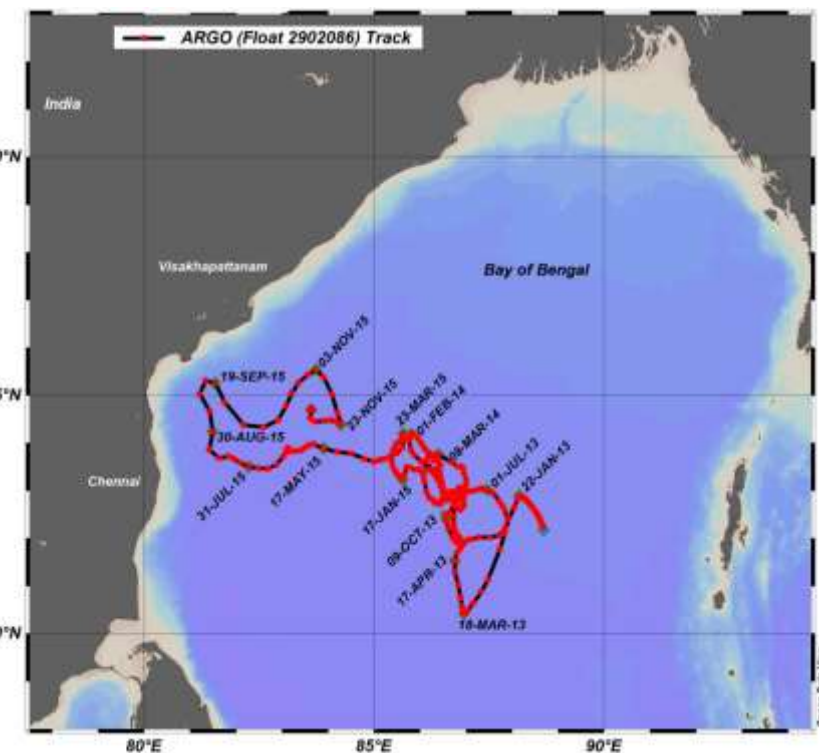 ARGO (Float 2902086) Track
India
0°N
Visakhapattanam
Bay of Bengal
03-NOV-15
19-SEP-15
5°N
23-NOV-15
23-MAR-15
01-FEB-14
30-AUG-15
08-MAR-14
Chennai
31-JUL-15
17-MAY-15
17-JAN-15
01-JUL-13
22-JAN-13
09-OCT-13
17-APR-13
18-MAR-13
0°N
80°E
85°E
90°E